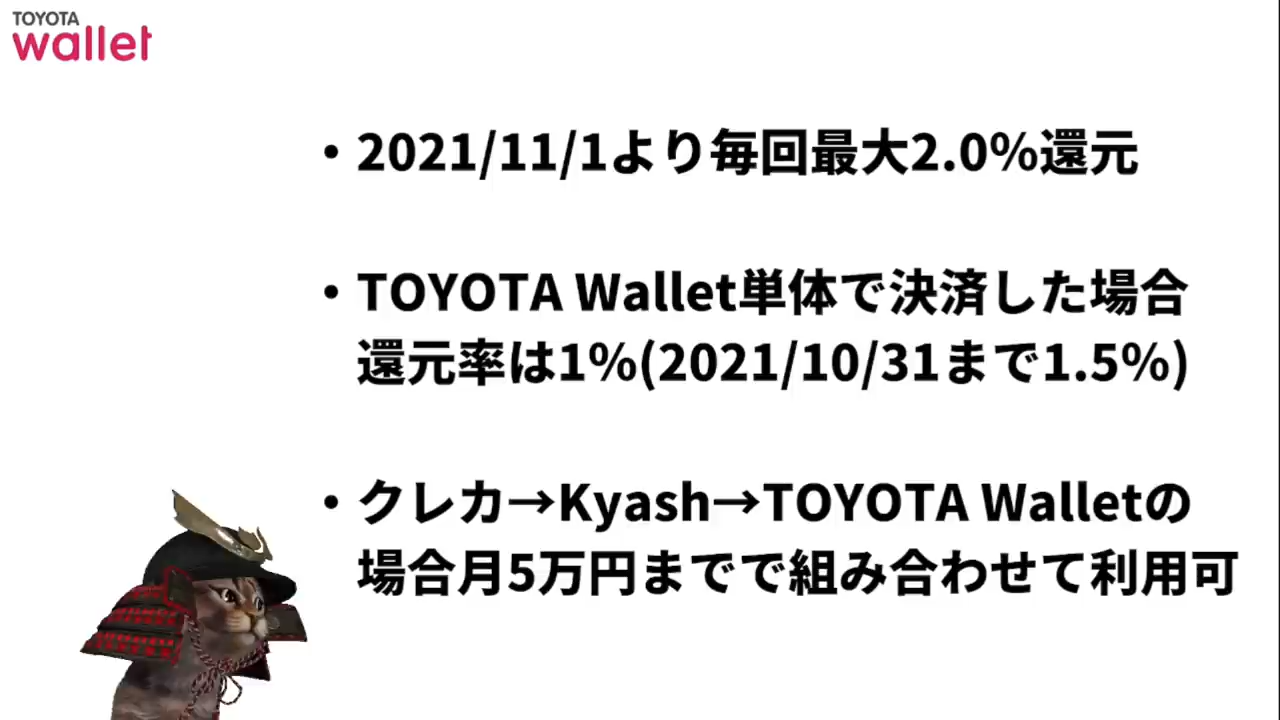 TOYOTA
wallet
・2021/11/1より毎回最大2.0%還元
・TOYOTA Wallet単体で決済した場合
還元率は1%(2021/10/31まで1.5%)
・クレカ→Kyash→TOYOTA Walletの
場合月5万円までで組み合わせて利用可